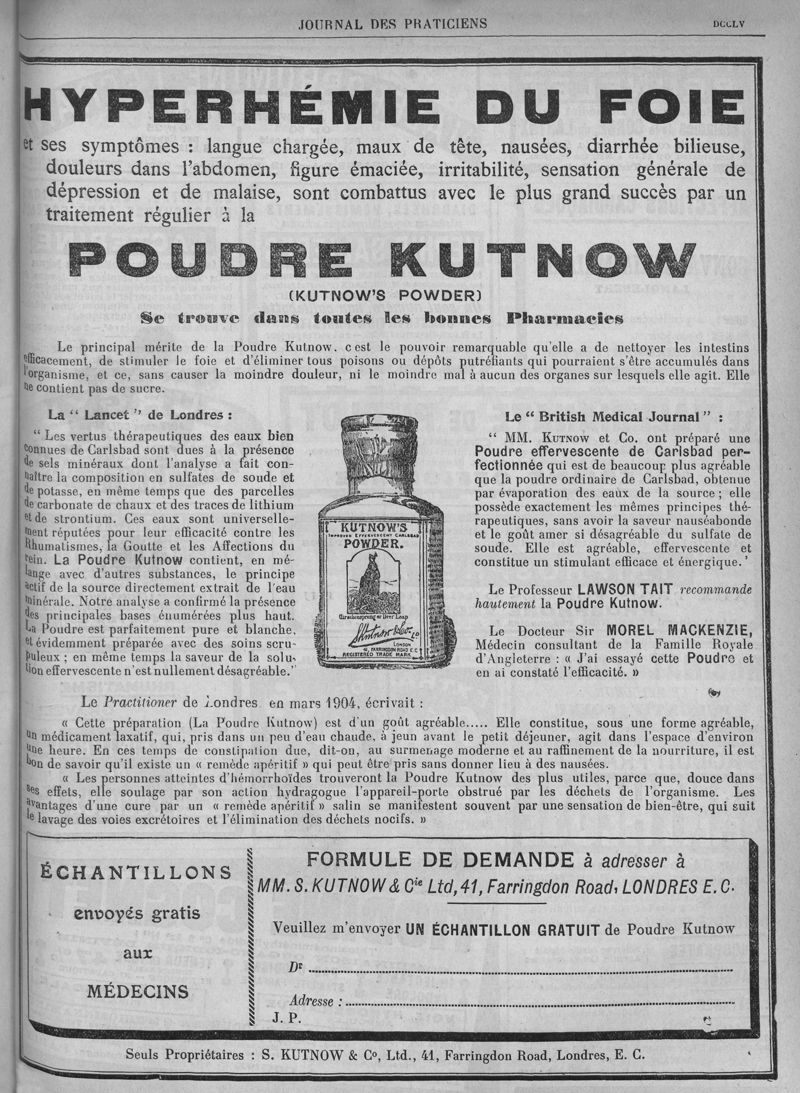 JOURNAL DES PRATICIENS
DCCLV
HYPERHÉMIE DU FOIE
et ses symptômes : langue chargée, maux de tête, nausées, diarrhée bilieuse,
douleurs dans l'abdomen, figure émaciée, irritabilité, sensation générale de
dépression et de malaise, sont combattus avec le plus grand succès par un
traitement régulier à la
POUDRE KUTNOW
(KUTNOW'S POWDER)
Se trouve dans toutes les bonnes Pharmacies
Le principal mérite de la Poudre Kutnow. c est le pouvoir remarquable qu'elle a de nettoyer les intestins
efficacement, de stimuler le foie et d'éliminer tous poisons ou dépôts putréfiants qui pourraient s'être accumulés dans
l'organisme, et ce, sans causer la moindre douleur, ni le moindre mal à aucun des organes sur lesquels elle agit. Elle
ne contient pas de sucre.
La “ Lancet ” de Londres :
“ Les vertus thérapeutiques des eaux bien
connues de Carlsbad sont dues à la présence
de sels minéraux dont l'analyse a fait con-
naître la composition en sulfates de soude et
de potasse, en même temps que des parcelles
de carbonate de chaux et des traces de lithium
et de strontium. Ces eaux sont universelle-
ment réputées pour leur efficacité contre les
Rhumatismes, la Goutte et les Affections du
rein. La Poudre Kutnow contient, en mé-
lange avec d'autres substances, le principe
actif de la source directement extrait de l'eau
minérale. Notre analyse a confirmé la présence
des principales bases énumérées plus haut.
La Poudre est parfaitement pure et blanche,
et évidemment préparée avec des soins scru-
puleux ; en même temps la saveur de la solu-
tion effervescente n'est nullement désagréable.”
KUTNOW'S
IMPROVED EFFERVESCENT CARLSBAD
POWDER.
Hirschensprung or Deer Leap
S. Kutnow & Co. Ld
LONDON
41, FARRINGDON ROAD E.C
REGISTERED TRADE MARK
Le “ British Medical Journal ” :
“ MM. KUTNOW et Co. ont préparé une
Poudre effervescente de Carlsbad per-
fectionnée qui est de beaucoup plus agréable
que la poudre ordinaire de Carlsbad, obtenue
par évaporation des eaux de la source ; elle
possède exactement les mêmes principes thé-
rapeutiques, sans avoir la saveur nauséabonde
et le goût amer si désagréable du sulfate de
soude. Elle est agréable, effervescente et
constitue un stimulant efficace et énergique.’
Le Professeur LAWSON TAIT recommande
hautement la Poudre Kutnow.
Le Docteur Sir MOREL MACKENZIE,
Médecin consultant de la Famille Royale
d'Angleterre : « J'ai essayé cette Poudre et
en ai constaté l'efficacité. »
Le Practitioner de Londres en mars 1904, écrivait :
« Cette préparation (La Poudre Kutnow) est d'un goût agréable..... Elle constitue, sous une forme agréable,
un médicament laxatif, qui, pris dans un peu d'eau chaude, à jeun avant le petit déjeuner, agit dans l'espace d'environ
une heure. En ces temps de constipation due, dit-on, au surmenage moderne et au raffinement de la nourriture, il est
bon de savoir qu'il existe un « remède apéritif » qui peut être pris sans donner lieu à des nausées.
« Les personnes atteintes d'hémorrhoïdes trouveront la Poudre Kutnow des plus utiles, parce que, douce dans
ses effets, elle soulage par son action hydragogue l'appareil-porte obstrué par les déchets de l'organisme. Les
avantages d'une cure par un « remède apéritif » salin se manifestent souvent par une sensation de bien-être, qui suit
le lavage des voies excrétoires et l'élimination des déchets nocifs. »
ÉCHANTILLONS
envoyés gratis
aux
MÉDECINS
FORMULE DE DEMANDE à adresser à
MM. S. KUTNOW & Cie Ltd, 41, Farringdon Road, LONDRES E. C.
Veuillez m'envoyer UN ÉCHANTILLON GRATUIT de Poudre Kutnow
Dr
Adresse :
J. P.
Seuls Propriétaires : S. KUTNOW & Co, Ltd., 41, Farringdon Road, Londres, E. C.